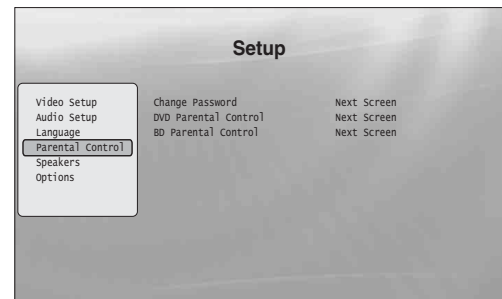 Setup
Video Setup
Audio Setup
Language
Parental Control
Speakers
Options
Change Password Next Screen
DVD Parental Control Next Screen
BD Parental Control Next Screen